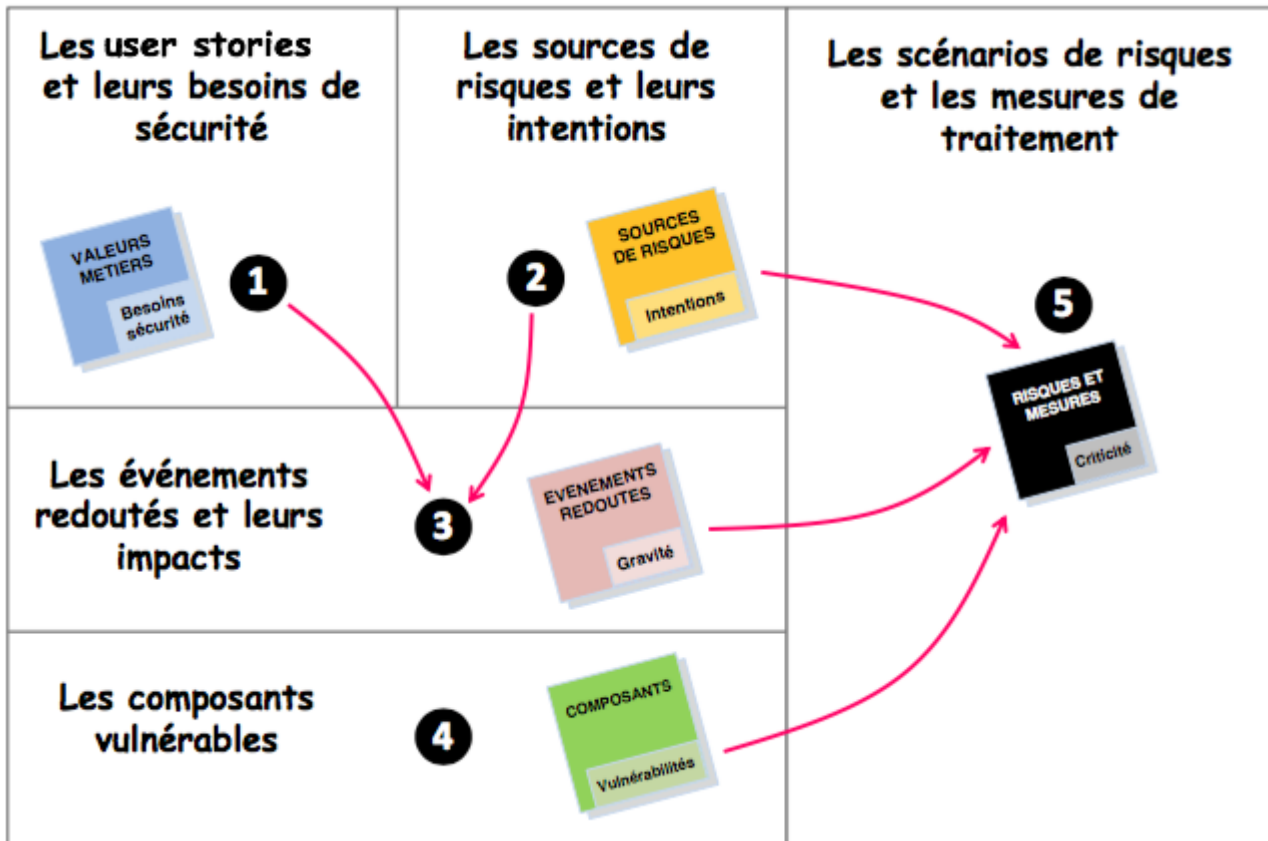 Les user stories
et leurs besoins de
sécurité
VALEURS
METIERS
Besoins
sécurité
1
Les sources de
risques et leurs
intentions
2
SOURCES
DE RISQUES
Intentions
Les scénarios de risques
et les mesures de
traitement
5
RISQUES ET
MESURES
Criticité
Les événements
redoutés et leurs
impacts
3
EVENEMENTS
REDOUTES
Gravité
Les composants
vulnérables
4
COMPOSANTS
Vulnérabilités